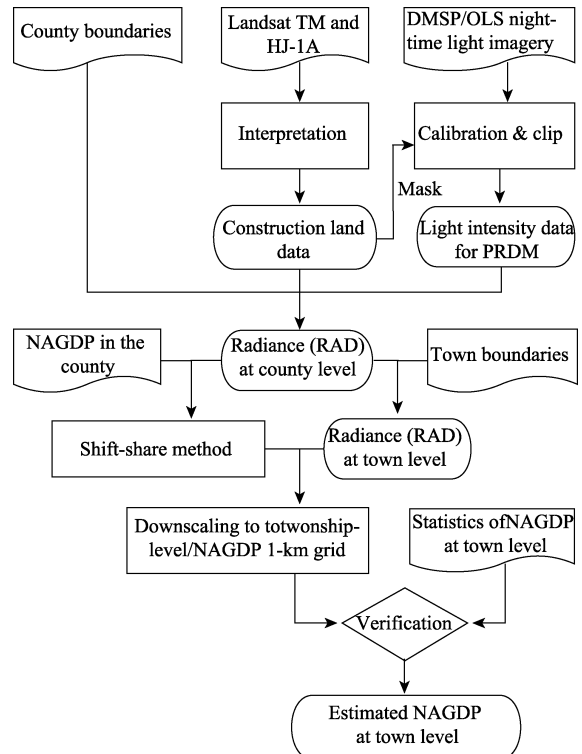 County boundaries
Landsat TM and
HJ-1A
DMSP/OLS night-
time light imagery
Interpretation
Calibration & clip
Mask
Construction land
data
Light intensity data
for PRDM
NAGDP in the
county
Radiance (RAD)
at county level
Town boundaries
Shift-share method
Radiance (RAD)
at town level
Downscaling to totwonship-
level/NAGDP 1-km grid
Statistics ofNAGDP
at town level
Verification
Estimated NAGDP
at town level